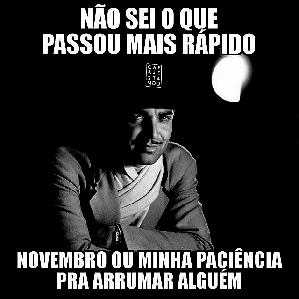 NÃO SEI O QUE
PASSOU MAIS RÁPIDO
NOVEMBRO OU MINHA PACIÊNCIA
PRA ARRUMAR ALGUÉM